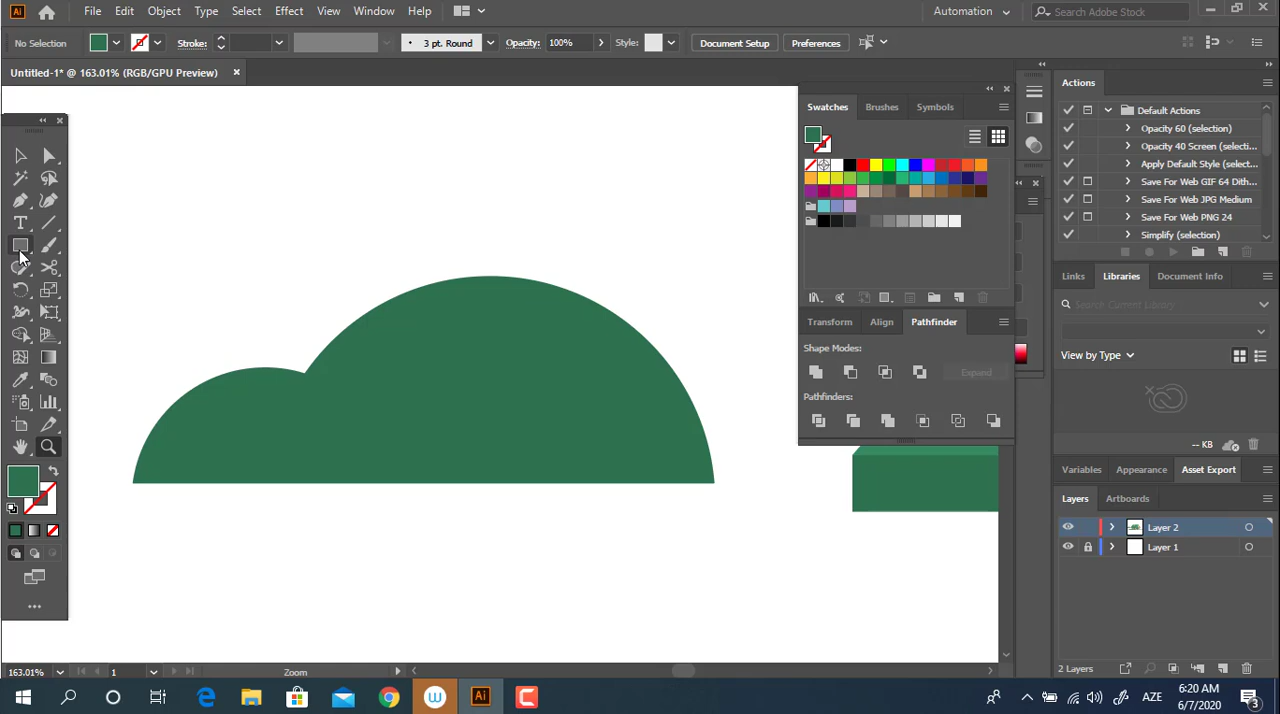 Ai File Edit Object Type Select Effect View Window Help Automation Search Adobe Stock
No Selection Stroke: 3 pt. Round Opacity: 100% Style: Document Setup Preferences
Untitled-1* @ 163.01% (RGB/GPU Preview)
Swatches Brushes Symbols
Transform Align Pathfinder
Shape Modes:
Expand
Pathfinders:
Actions
Default Actions
Opacity 60 (selection)
Opacity 40 Screen (selecti...
Apply Default Style (select...
Save For Web GIF 64 Dith...
Save For Web JPG Medium
Save For Web PNG 24
Simplify (selection)
Links Libraries Document Info
Search Current Library
View by Type
-- KB
Variables Appearance Asset Export
Layers Artboards
Layer 2
Layer 1
2 Layers
163.01% 1 Zoom
Ai AZE 6:20 AM
6/7/2020 3